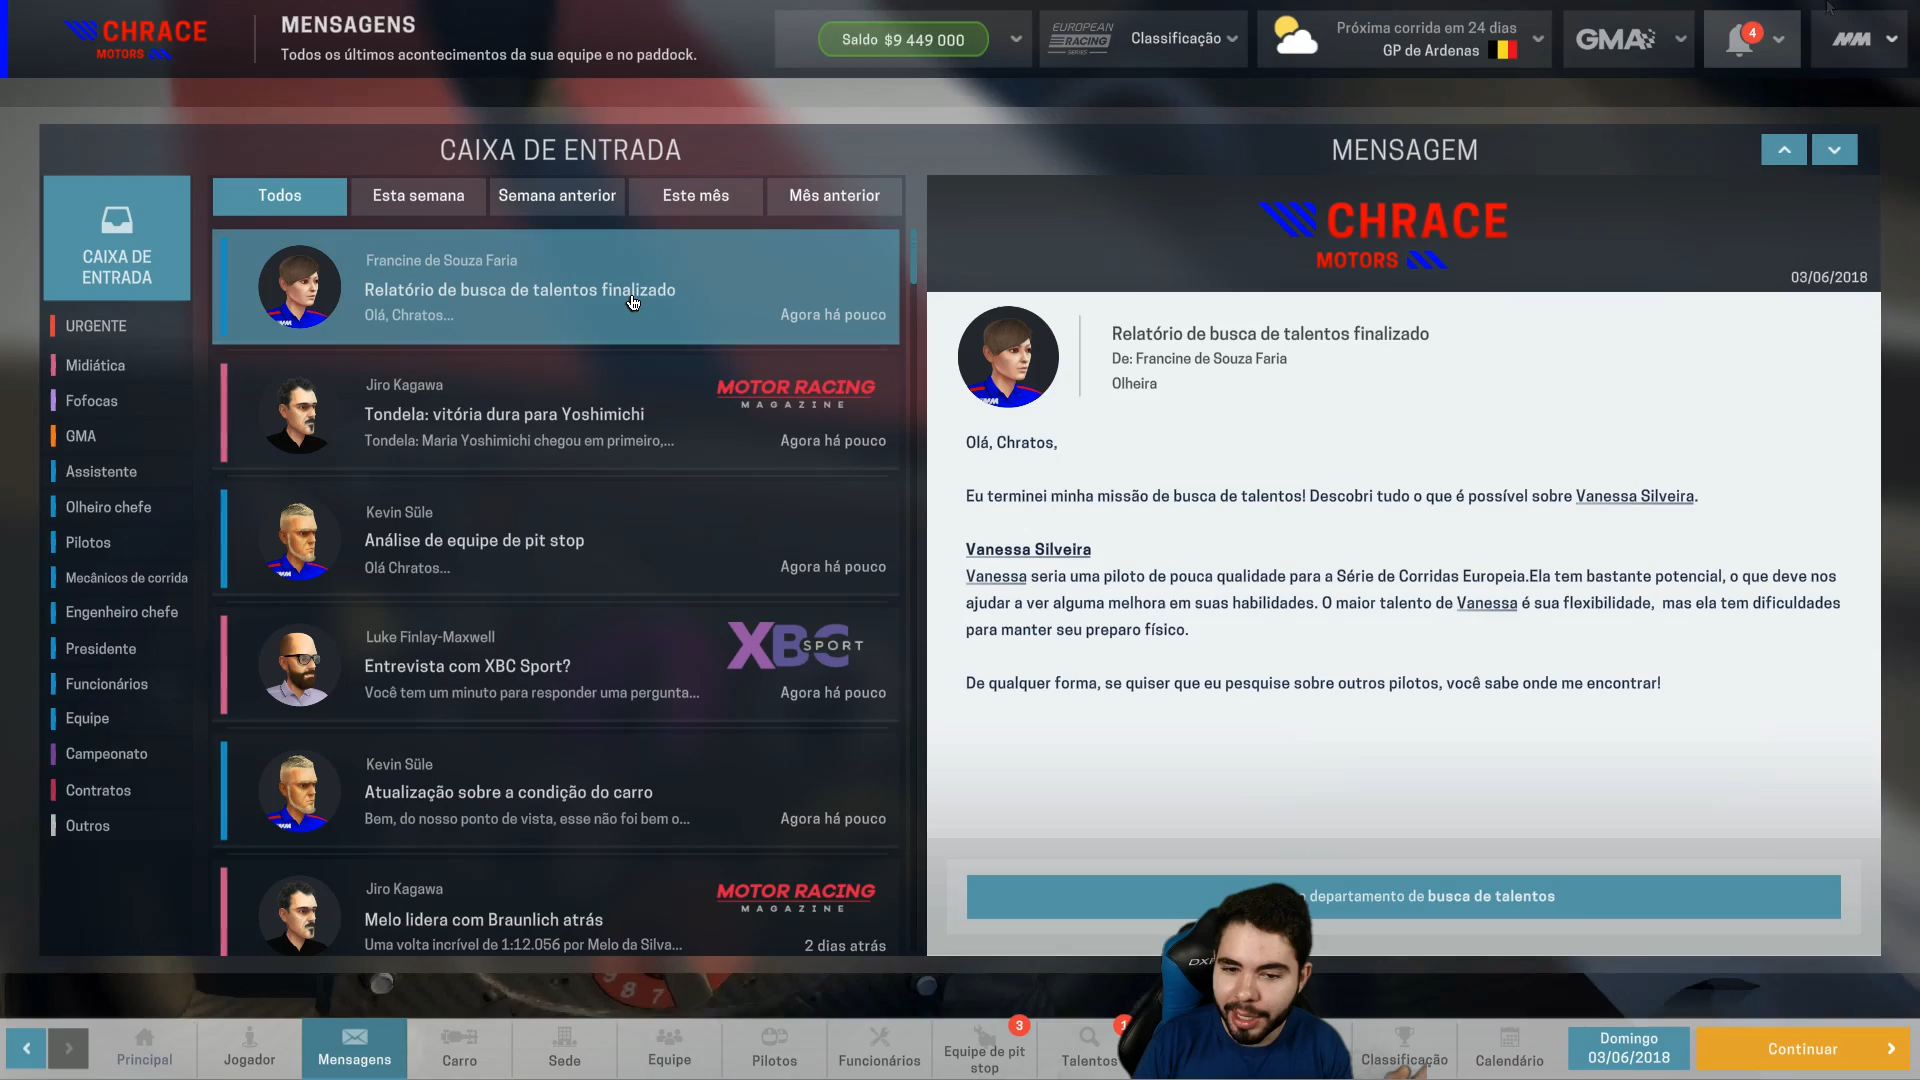 CHRACE
MOTORS
MENSAGENS
Todos os últimos acontecimentos da sua equipe e no paddock.
Saldo $9 449 000
EUROPEAN
RACING
SERIES
Classificação
Próxima corrida em 24 dias
GP de Ardenas
GMA
4
CAIXA DE ENTRADA
MENSAGEM
CAIXA DE
ENTRADA
URGENTE
Midiática
Fofocas
GMA
Assistente
Olheiro chefe
Pilotos
Mecânicos de corrida
Engenheiro chefe
Presidente
Funcionários
Equipe
Campeonato
Contratos
Outros
Todos
Esta semana
Semana anterior
Este mês
Mês anterior
Francine de Souza Faria
Relatório de busca de talentos finalizado
Olá, Chratos...
Agora há pouco
Jiro Kagawa
MOTOR RACING
MAGAZINE
Tondela: vitória dura para Yoshimichi
Tondela: Maria Yoshimichi chegou em primeiro,...
Agora há pouco
Kevin Süle
Análise de equipe de pit stop
Olá Chratos...
Agora há pouco
Luke Finlay-Maxwell
XBC SPORT
Entrevista com XBC Sport?
Você tem um minuto para responder uma pergunta...
Agora há pouco
Kevin Süle
Atualização sobre a condição do carro
Bem, do nosso ponto de vista, esse não foi bem o...
Agora há pouco
Jiro Kagawa
MOTOR RACING
MAGAZINE
Melo lidera com Braunlich atrás
Uma volta incrível de 1:12.056 por Melo da Silva...
2 dias atrás
CHRACE
MOTORS
03/06/2018
Relatório de busca de talentos finalizado
De: Francine de Souza Faria
Olheira
Olá, Chratos,
Eu terminei minha missão de busca de talentos! Descobri tudo o que é possível sobre Vanessa Silveira.
Vanessa Silveira
Vanessa seria uma piloto de pouca qualidade para a Série de Corridas Europeia.Ela tem bastante potencial, o que deve nos
ajudar a ver alguma melhora em suas habilidades. O maior talento de Vanessa é sua flexibilidade, mas ela tem dificuldades
para manter seu preparo físico.
De qualquer forma, se quiser que eu pesquise sobre outros pilotos, você sabe onde me encontrar!
departamento de busca de talentos
8 7
Principal
Jogador
Mensagens
Carro
Sede
Equipe
Pilotos
Funcionários
3
Equipe de pit
stop
1
Talentos
Classificação
Calendário
Domingo
03/06/2018
Continuar